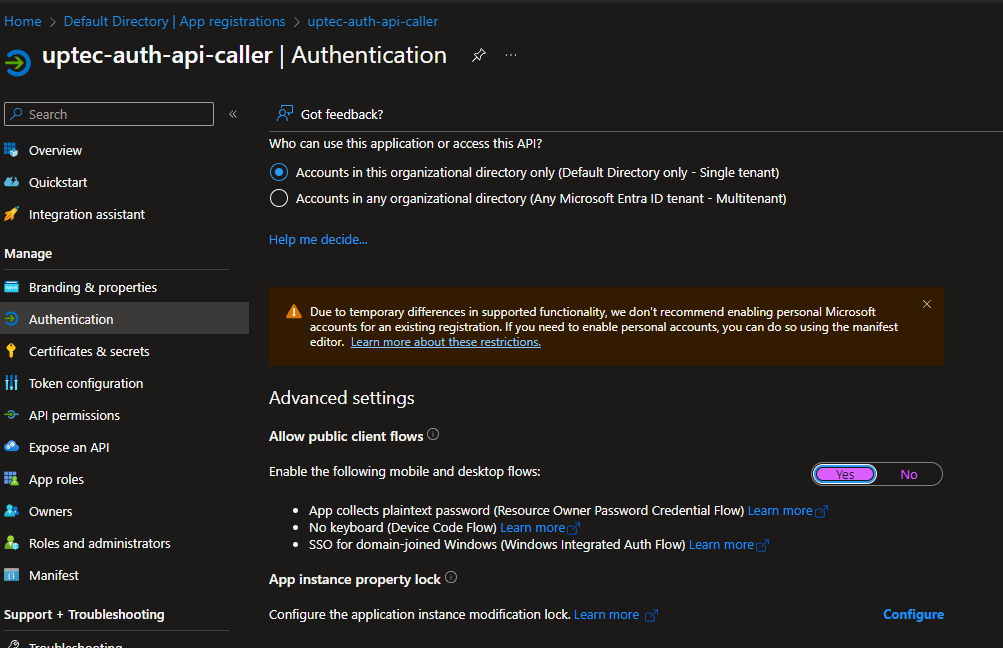 Home > Default Directory | App registrations > uptec-auth-api-caller
uptec-auth-api-caller | Authentication
Search
Got feedback?
Who can use this application or access this API?
Accounts in this organizational directory only (Default Directory only - Single tenant)
Accounts in any organizational directory (Any Microsoft Entra ID tenant - Multitenant)
Help me decide...
Overview
Quickstart
Integration assistant
Manage
Branding & properties
Authentication
Certificates & secrets
Token configuration
API permissions
Expose an API
App roles
Owners
Roles and administrators
Manifest
Support + Troubleshooting
Troubleshooting
Due to temporary differences in supported functionality, we don't recommend enabling personal Microsoft
accounts for an existing registration. If you need to enable personal accounts, you can do so using the manifest
editor. Learn more about these restrictions.
Advanced settings
Allow public client flows
Enable the following mobile and desktop flows:
Yes No
• App collects plaintext password (Resource Owner Password Credential Flow) Learn more
• No keyboard (Device Code Flow) Learn more
• SSO for domain-joined Windows (Windows Integrated Auth Flow) Learn more
App instance property lock
Configure the application instance modification lock. Learn more
Configure